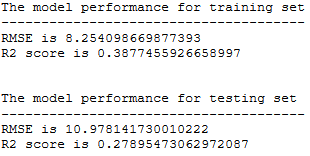 The model performance for training set
--------------------------------------
RMSE is 8.254098669877393
R2 score is 0.3877455926658997
The model performance for testing set
--------------------------------------
RMSE is 10.978141730010222
R2 score is 0.27895473062972087